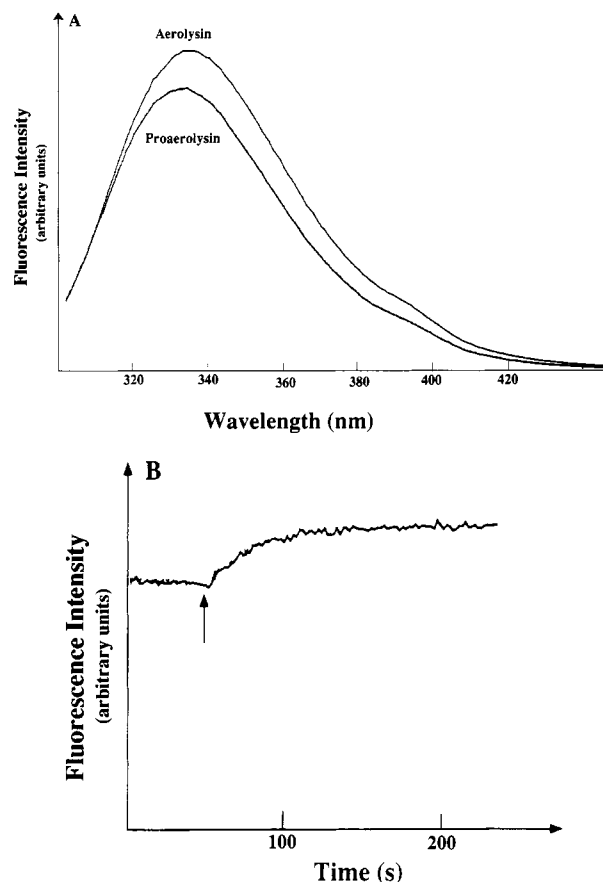 A
Aerolysin
Proaerolysin
Fluorescence Intensity
(arbitrary units)
320 340 360 380 400 420
Wavelength (nm)
B
Fluorescence Intensity
(arbitrary units)
100 200
Time (s)